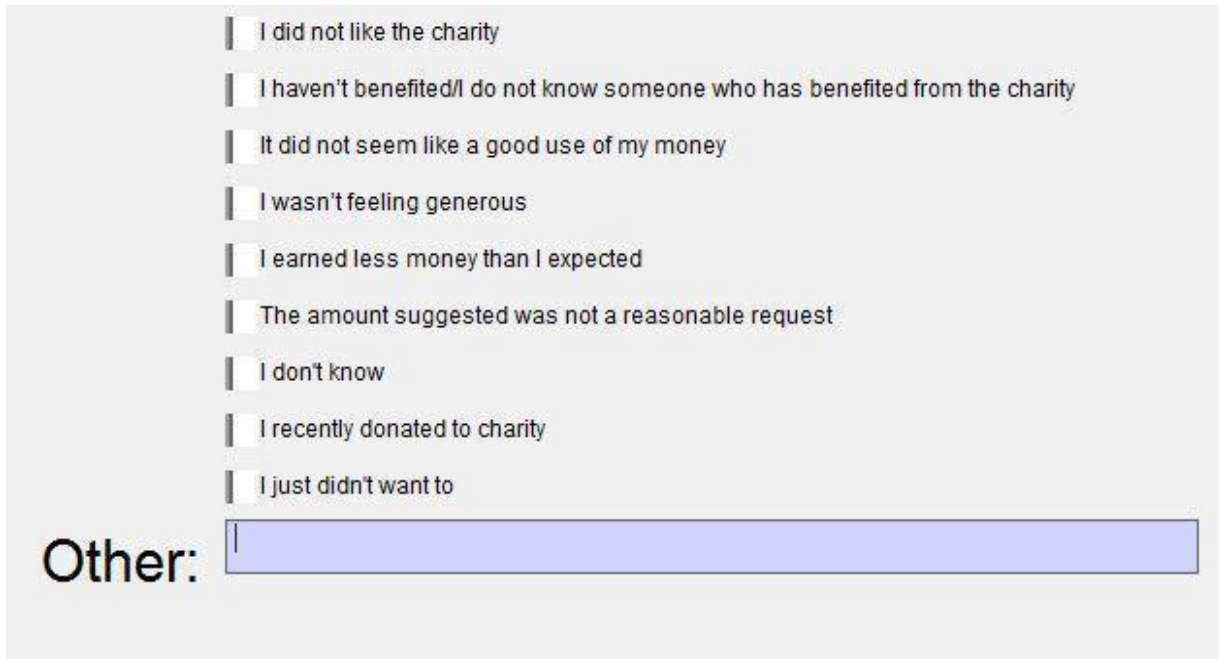 I did not like the charity
I haven't benefited/I do not know someone who has benefited from the charity
It did not seem like a good use of my money
I wasn't feeling generous
I earned less money than I expected
The amount suggested was not a reasonable request
I don't know
I recently donated to charity
I just didn't want to
Other: